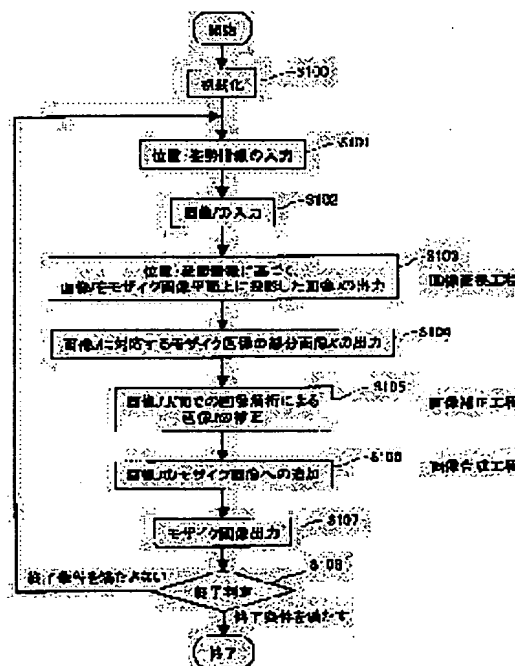 開始
初期化
S100
位置・姿勢情報の入力
S101
画像Iの入力
S102
位置・姿勢情報に基づく
画像Iをモザイク画像平面上に投影した画像Jの出力
S103
画像変換工程
画像Jに対応するモザイク画像の部分画像Kの出力
S104
画像J,K間での画像解析による
画像Jの補正
S105
画像補正工程
画像Jのモザイク画像への追加
S106
画像合成工程
モザイク画像出力
S107
終了判定
S108
終了条件を満たさない
終了条件を満たす
終了